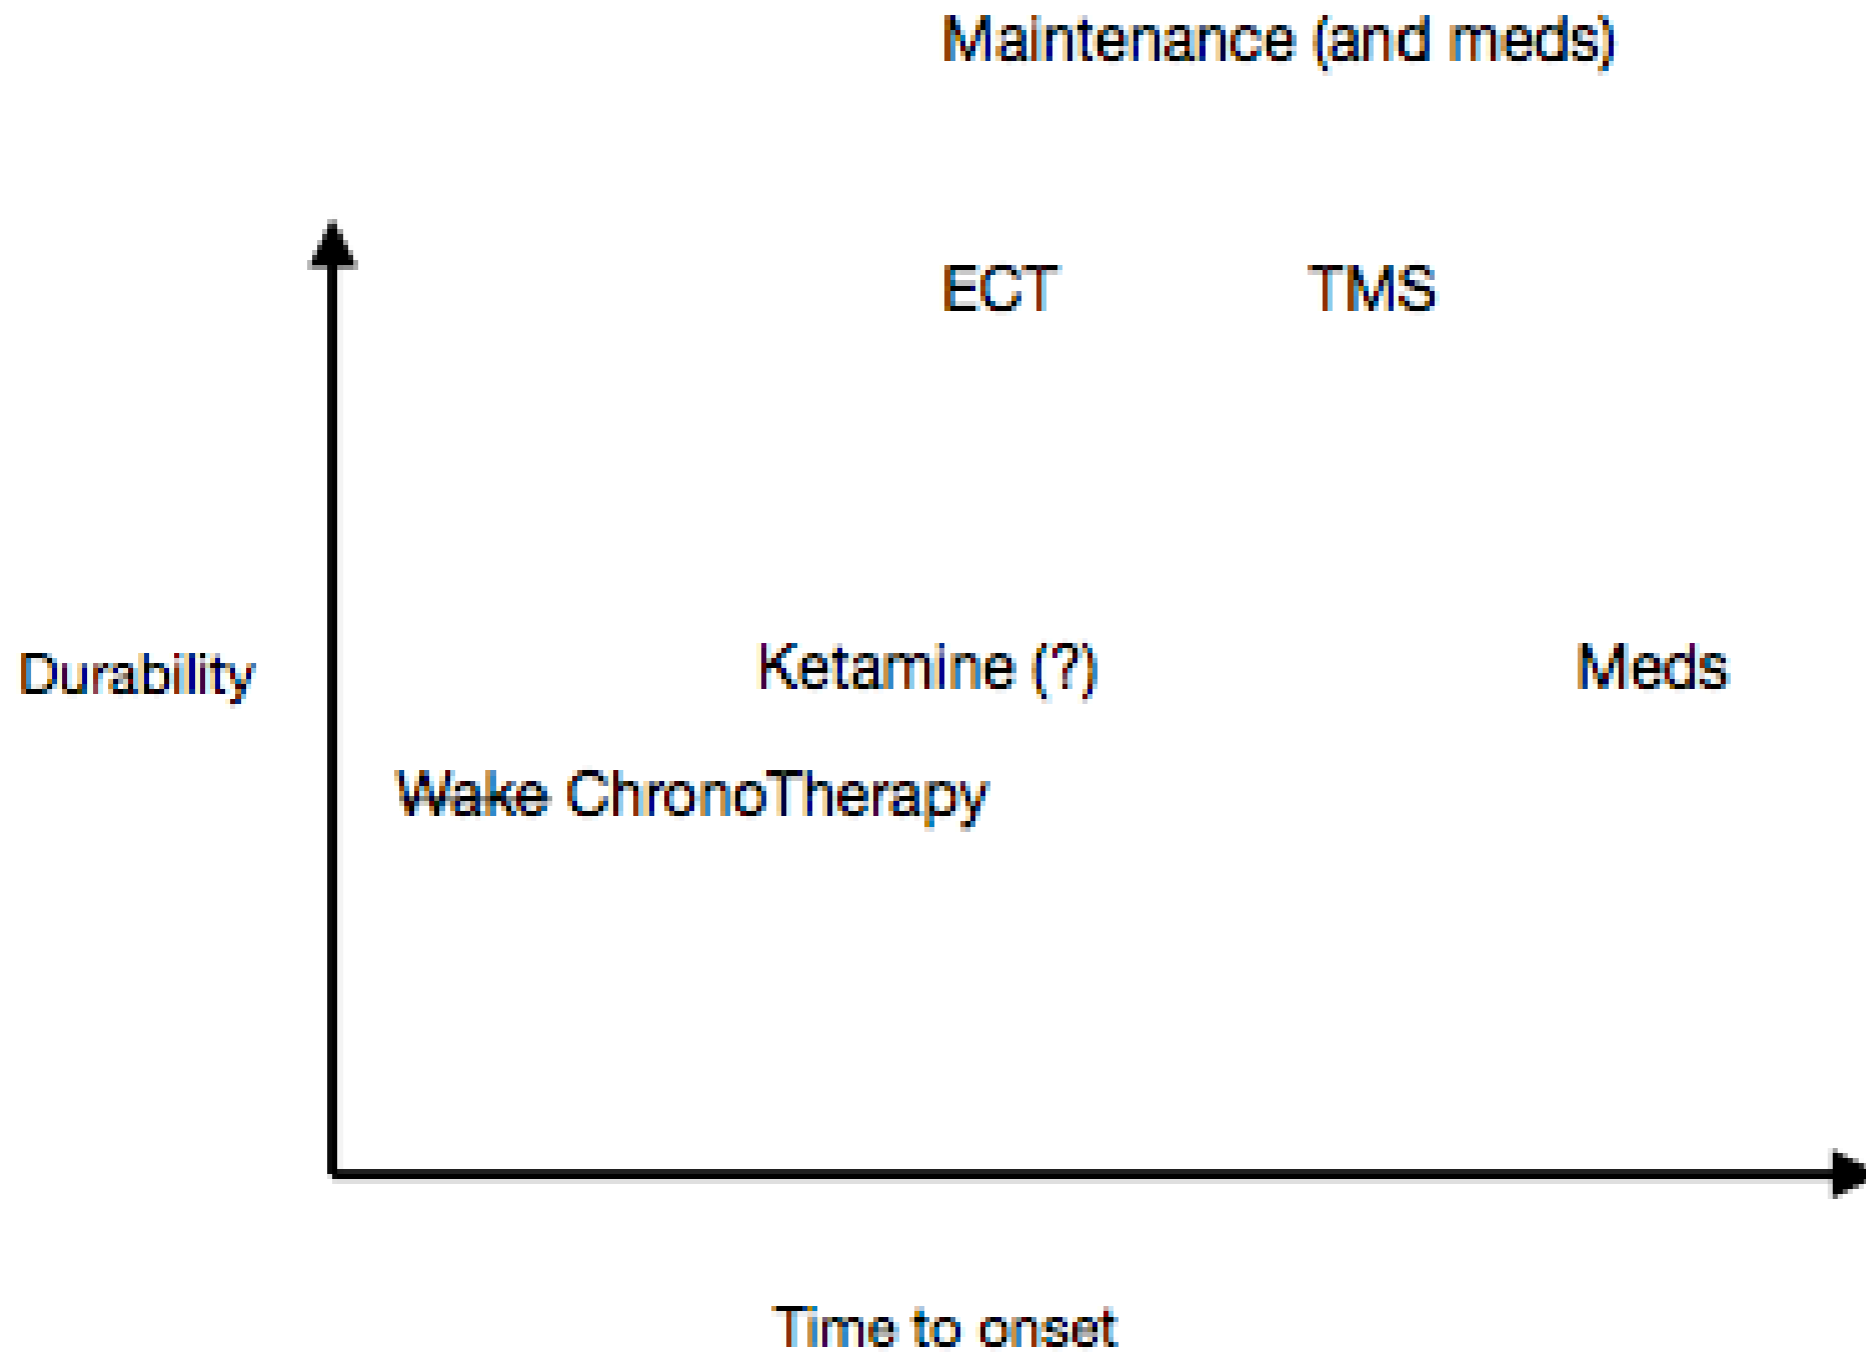 Maintenance (and meds)
ECT TMS
Durability Ketamine (?) Meds
Wake ChronoTherapy
Time to onset